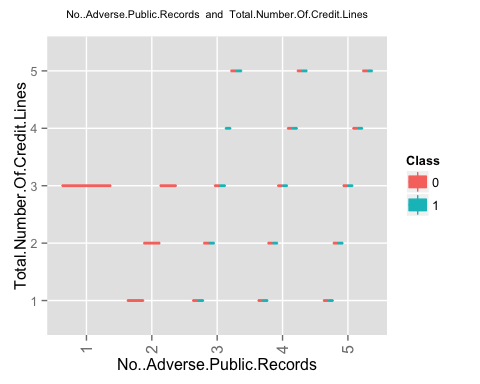 No..Adverse.Public.Records and Total.Number.Of.Credit.Lines
Total.Number.Of.Credit.Lines
5
4
3
2
1
1 2 3 4 5
No..Adverse.Public.Records
Class
0
1